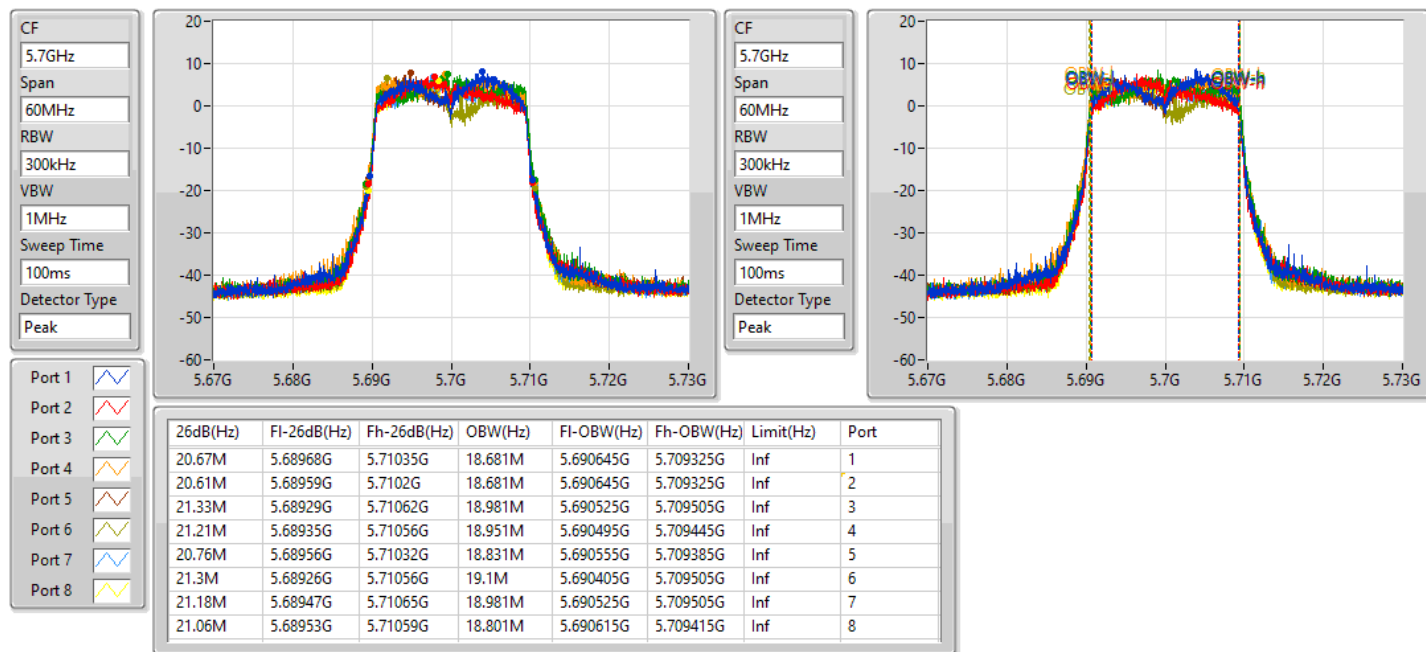 CF
5.7GHz
Span
60MHz
RBW
300kHz
VBW
1MHz
Sweep Time
100ms
Detector Type
Peak
20
10
0
-10
-20
-30
-40
-50
-60
5.67G 5.68G 5.69G 5.7G 5.71G 5.72G 5.73G
CF
5.7GHz
Span
60MHz
RBW
300kHz
VBW
1MHz
Sweep Time
100ms
Detector Type
Peak
20
10
0
-10
-20
-30
-40
-50
-60
OBW-h
5.67G 5.68G 5.69G 5.7G 5.71G 5.72G 5.73G
Port 1
Port 2
Port 3
Port 4
Port 5
Port 6
Port 7
Port 8
26dB(Hz) Fl-26dB(Hz) Fh-26dB(Hz) OBW(Hz) Fl-OBW(Hz) Fh-OBW(Hz) Limit(Hz) Port
20.67M 5.68968G 5.71035G 18.681M 5.690645G 5.709325G Inf 1
20.61M 5.68959G 5.7102G 18.681M 5.690645G 5.709325G Inf 2
21.33M 5.68929G 5.71062G 18.981M 5.690525G 5.709505G Inf 3
21.21M 5.68935G 5.71056G 18.951M 5.690495G 5.709445G Inf 4
20.76M 5.68956G 5.71032G 18.831M 5.690555G 5.709385G Inf 5
21.3M 5.68926G 5.71056G 19.1M 5.690405G 5.709505G Inf 6
21.18M 5.68947G 5.71065G 18.981M 5.690525G 5.709505G Inf 7
21.06M 5.68953G 5.71059G 18.801M 5.690615G 5.709415G Inf 8